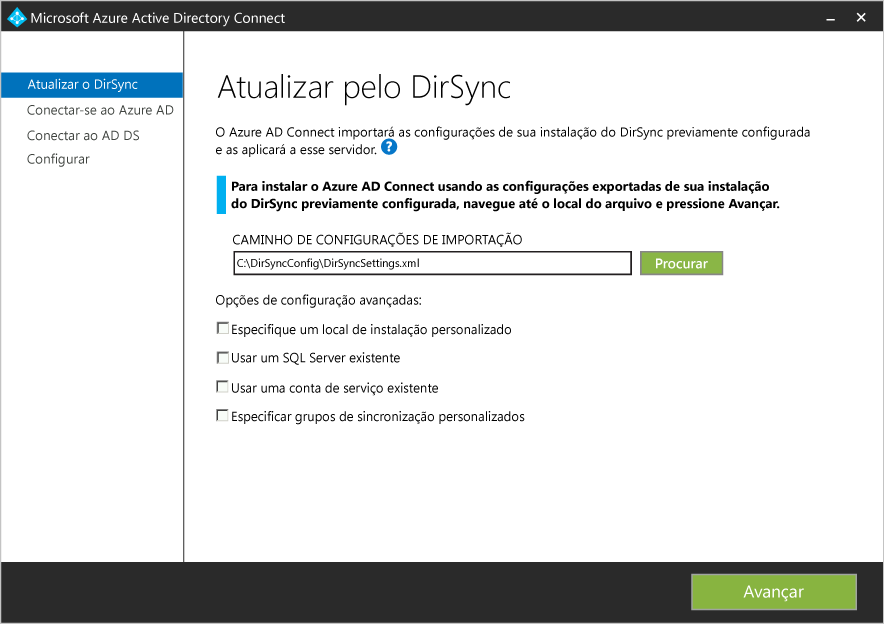 Microsoft Azure Active Directory Connect
Atualizar o DirSync
Conectar-se ao Azure AD
Conectar ao AD DS
Configurar
Atualizar pelo DirSync
O Azure AD Connect importará as configurações de sua instalação do DirSync previamente configurada
e as aplicará a esse servidor. ?
Para instalar o Azure AD Connect usando as configurações exportadas de sua instalação
do DirSync previamente configurada, navegue até o local do arquivo e pressione Avançar.
CAMINHO DE CONFIGURAÇÕES DE IMPORTAÇÃO
C:\DirSyncConfig\DirSyncSettings.xml
Procurar
Opções de configuração avançadas:
Especifique um local de instalação personalizado
Usar um SQL Server existente
Usar uma conta de serviço existente
Especificar grupos de sincronização personalizados
Avançar